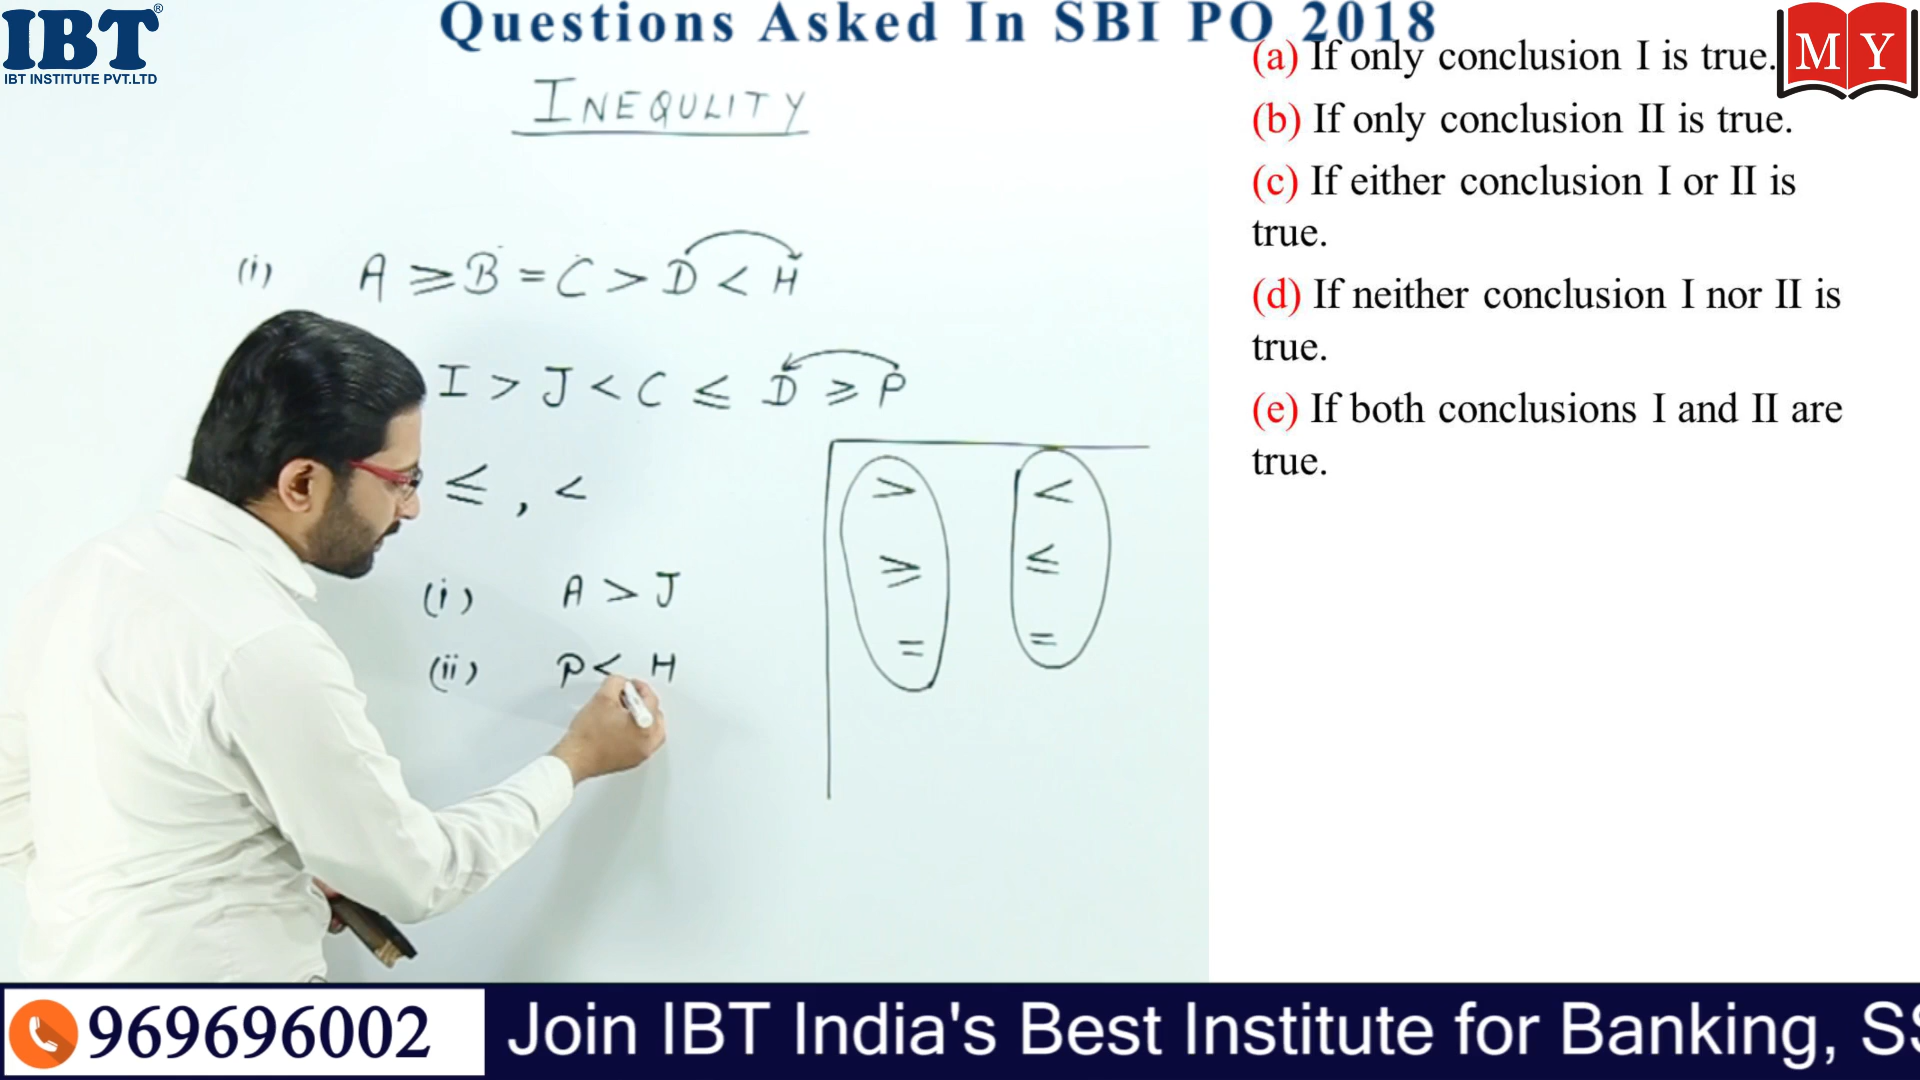 Questions Asked In SBI PO 2018
IBT®
IBT INSTITUTE PVT.LTD
MY
INEQULITY
(i) A ⩾ B = C > D < H
I > J < C ⩽ D ⩾ P
⩽ , <
(i) A > J
(ii) P < H
> <
⩾ ⩽
= =
(a) If only conclusion I is true.
(b) If only conclusion II is true.
(c) If either conclusion I or II is
true.
(d) If neither conclusion I nor II is
true.
(e) If both conclusions I and II are
true.
969696002
Join IBT India's Best Institute for Banking, SS